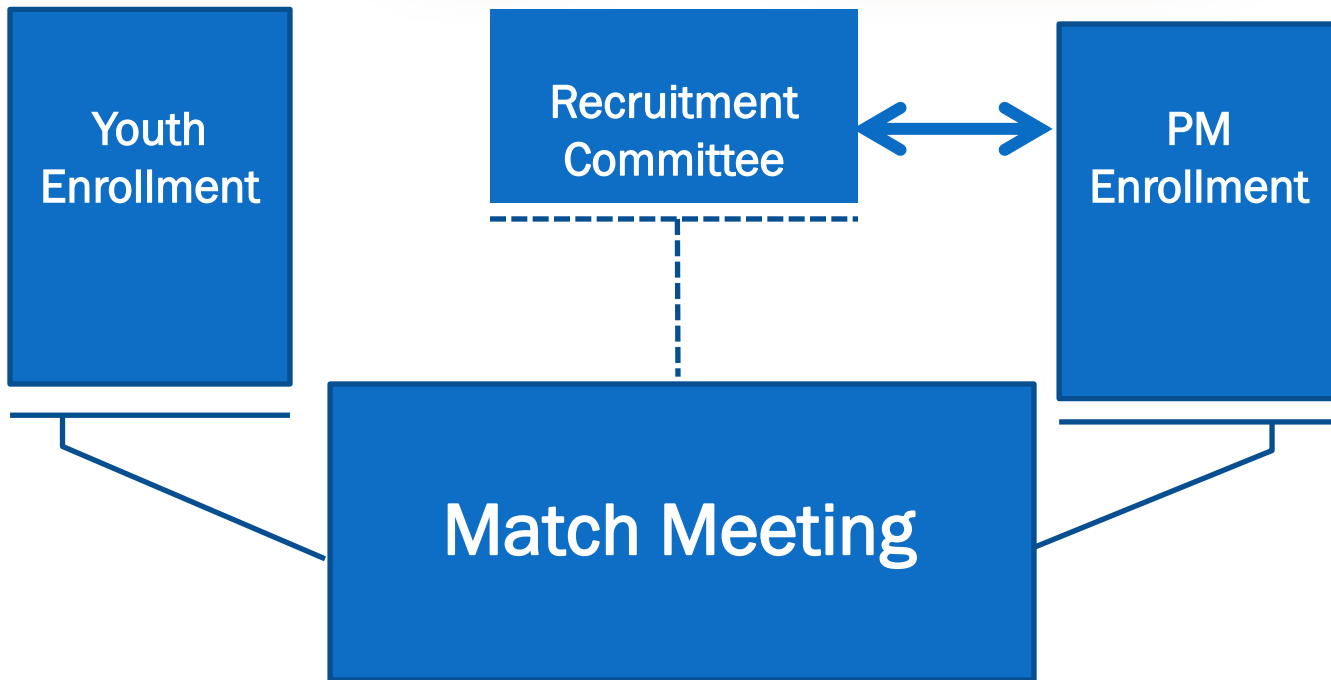 Youth
Enrollment
Recruitment
Committee
PM
Enrollment
Match Meeting